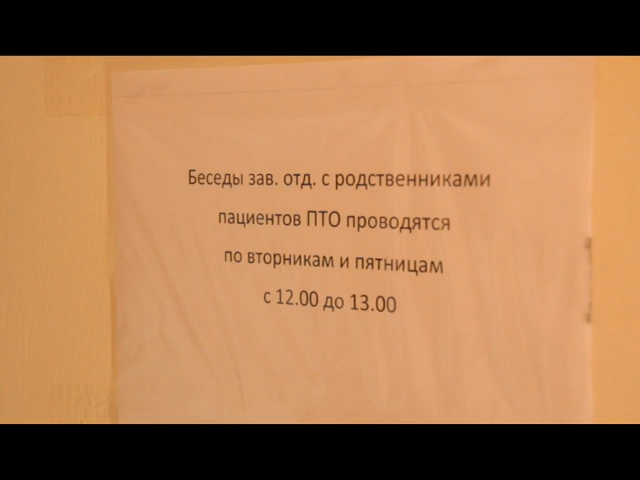 Беседы зав. отд. с родственниками
пациентов ПТО проводятся
по вторникам и пятницам
с 12.00 до 13.00